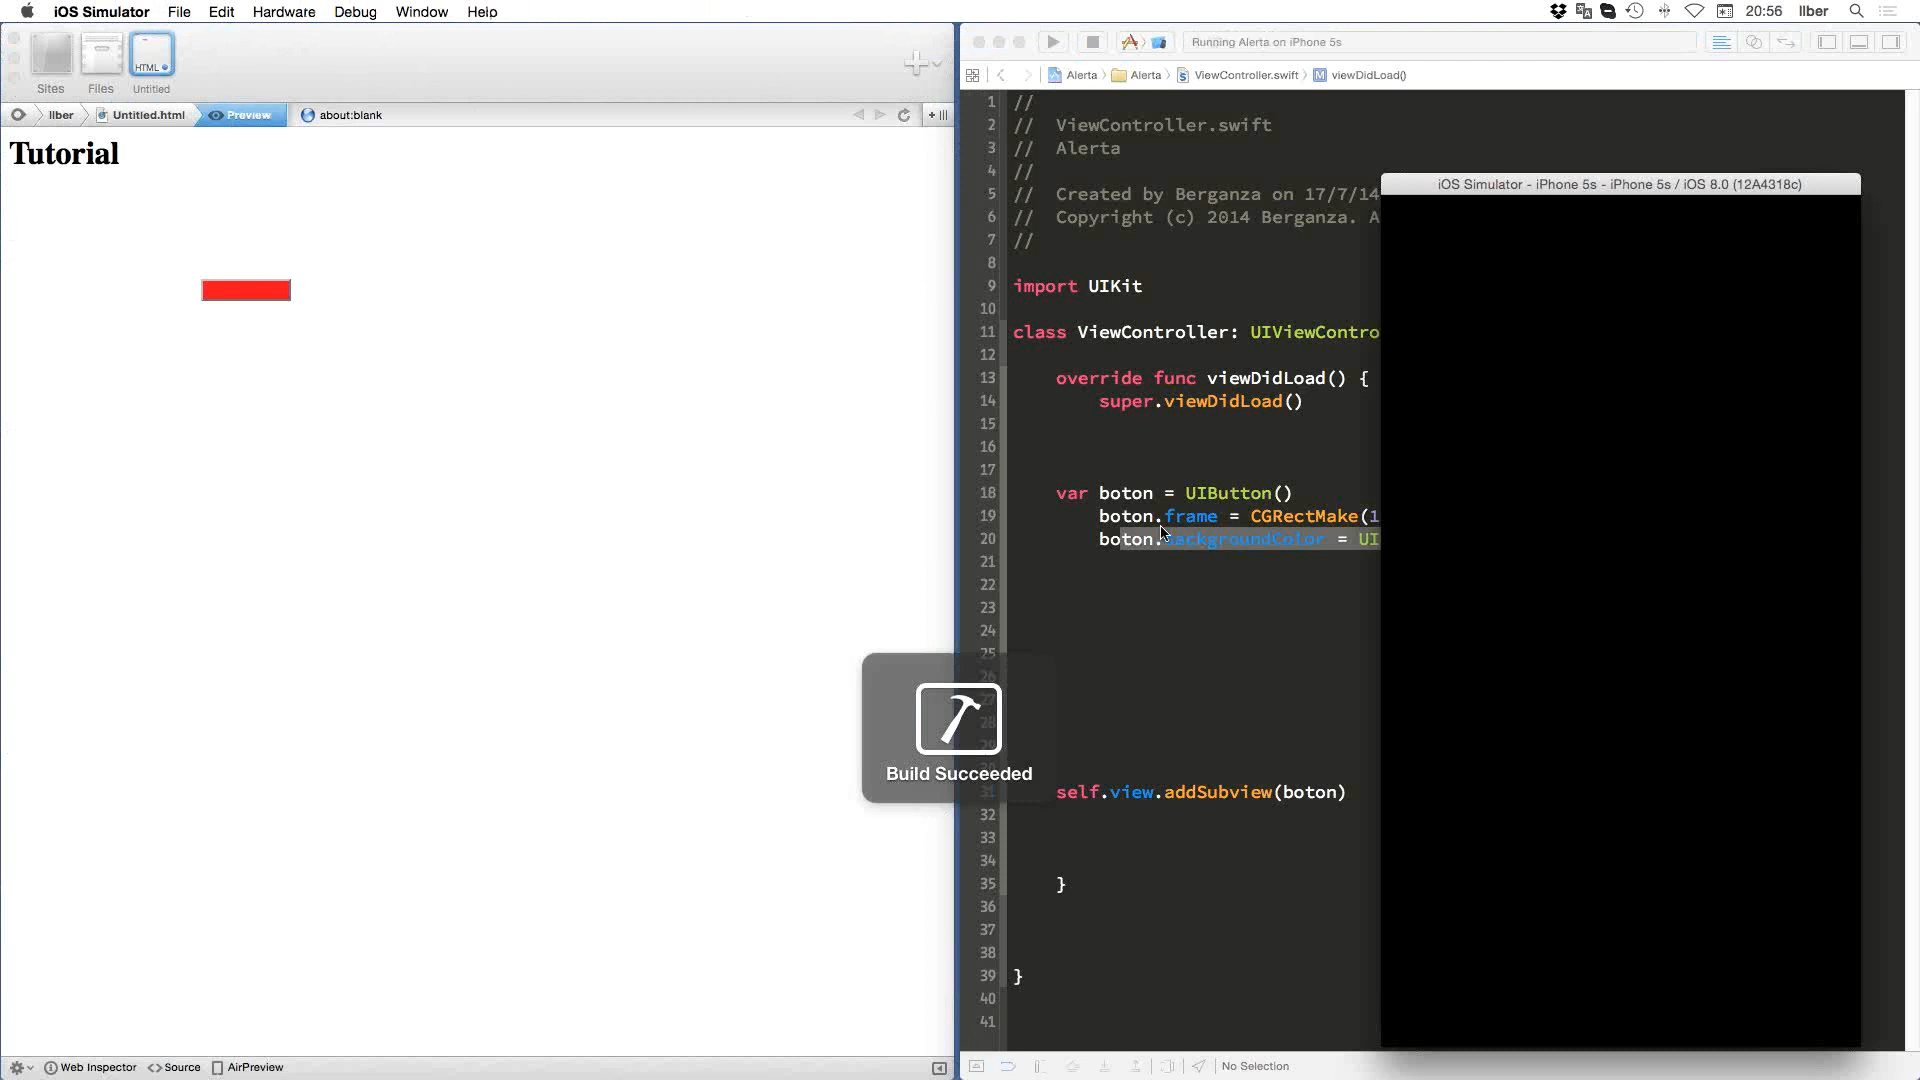 iOS Simulator File Edit Hardware Debug Window Help
20:56 Ilber
HTML
Sites Files Untitled
Ilber Untitled.html Preview about:blank
Tutorial
Web Inspector Source AirPreview
Running Alerta on iPhone 5s
Alerta Alerta ViewController.swift viewDidLoad()
1 //
2 // ViewController.swift
3 // Alerta
4 //
5 // Created by Berganza on 17/7/14
6 // Copyright (c) 2014 Berganza. A
7 //
8
9 import UIKit
10
11 class ViewController: UIViewContro
12
13 override func viewDidLoad() {
14 super.viewDidLoad()
15
16
17
18 var boton = UIButton()
19 boton.frame = CGRectMake(1
20 boton.backgroundColor = UI
21
22
23
24
25
26
27
28
29
30
31 self.view.addSubview(boton)
32
33
34
35 }
36
37
38
39 }
40
41
iOS Simulator - iPhone 5s - iPhone 5s / iOS 8.0 (12A4318c)
Build Succeeded
No Selection